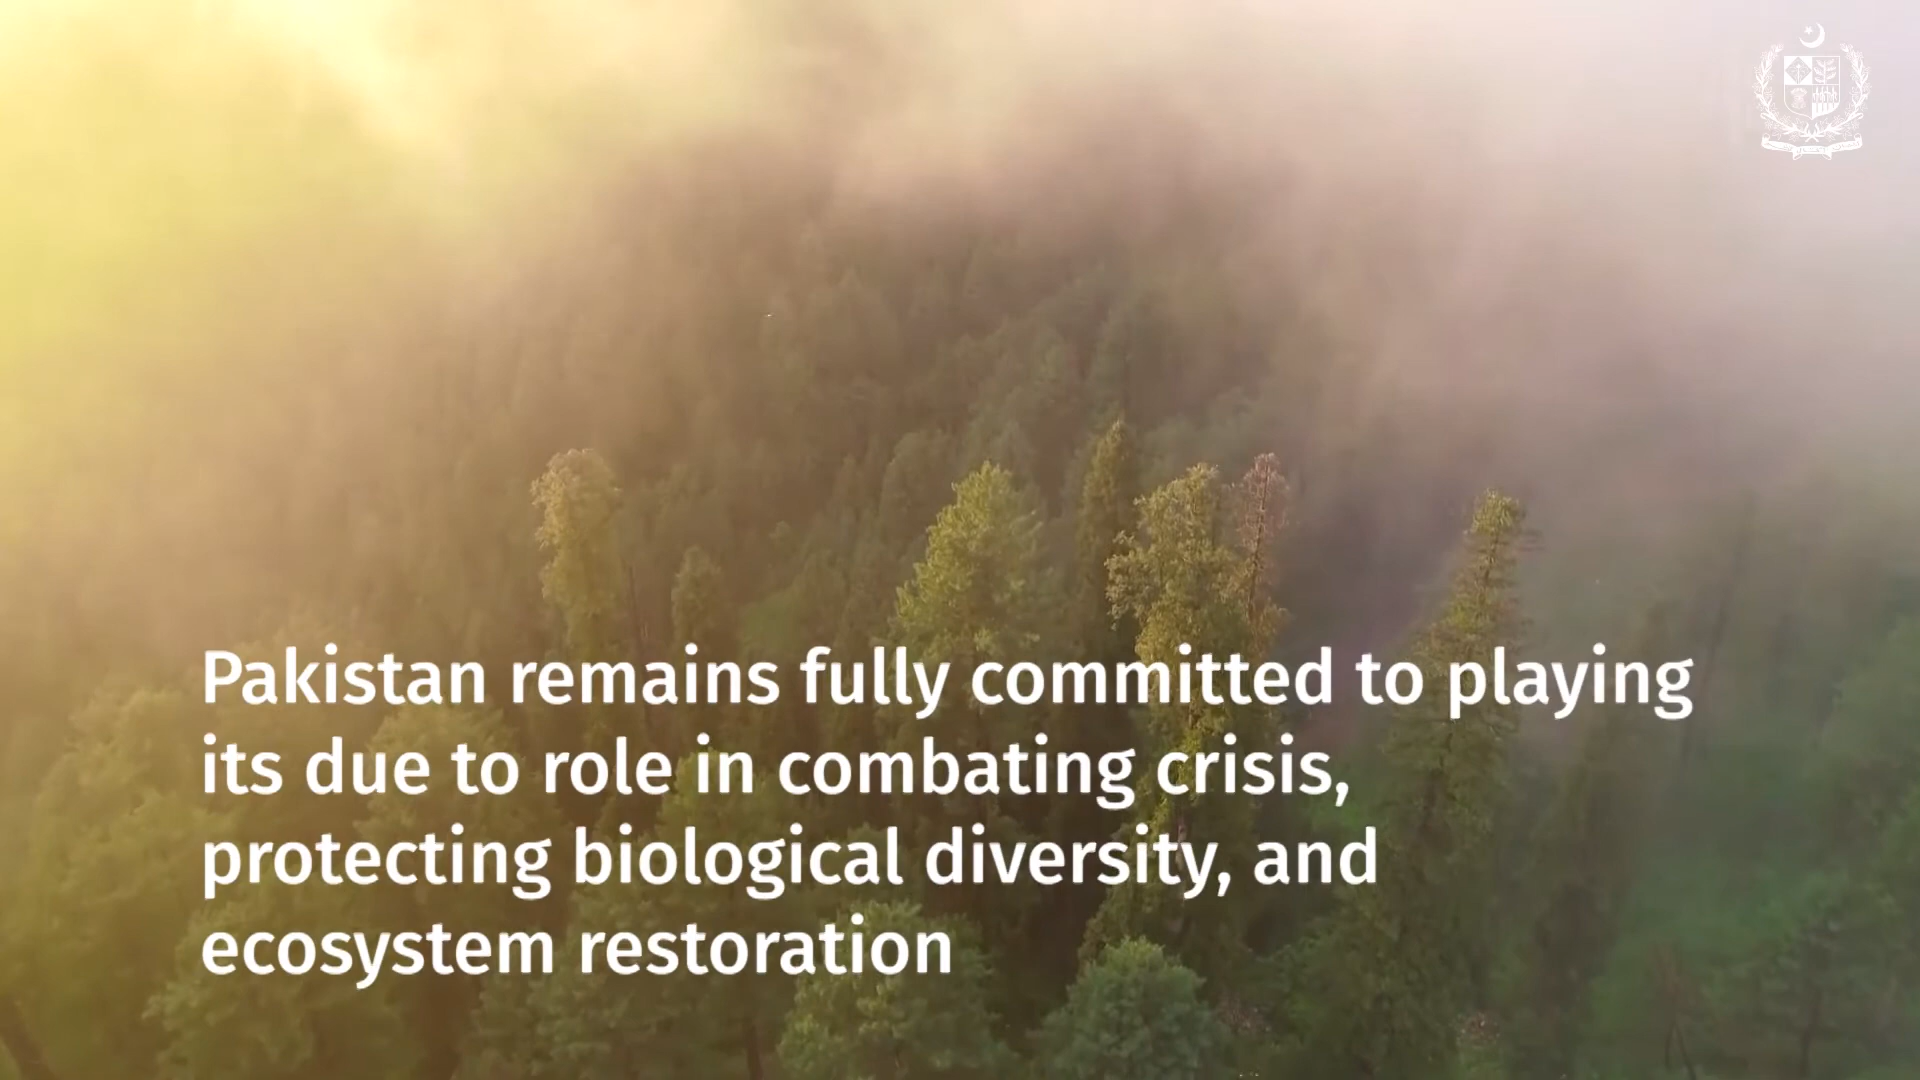 Pakistan remains fully committed to playing
its due to role in combating crisis,
protecting biological diversity, and
ecosystem restoration